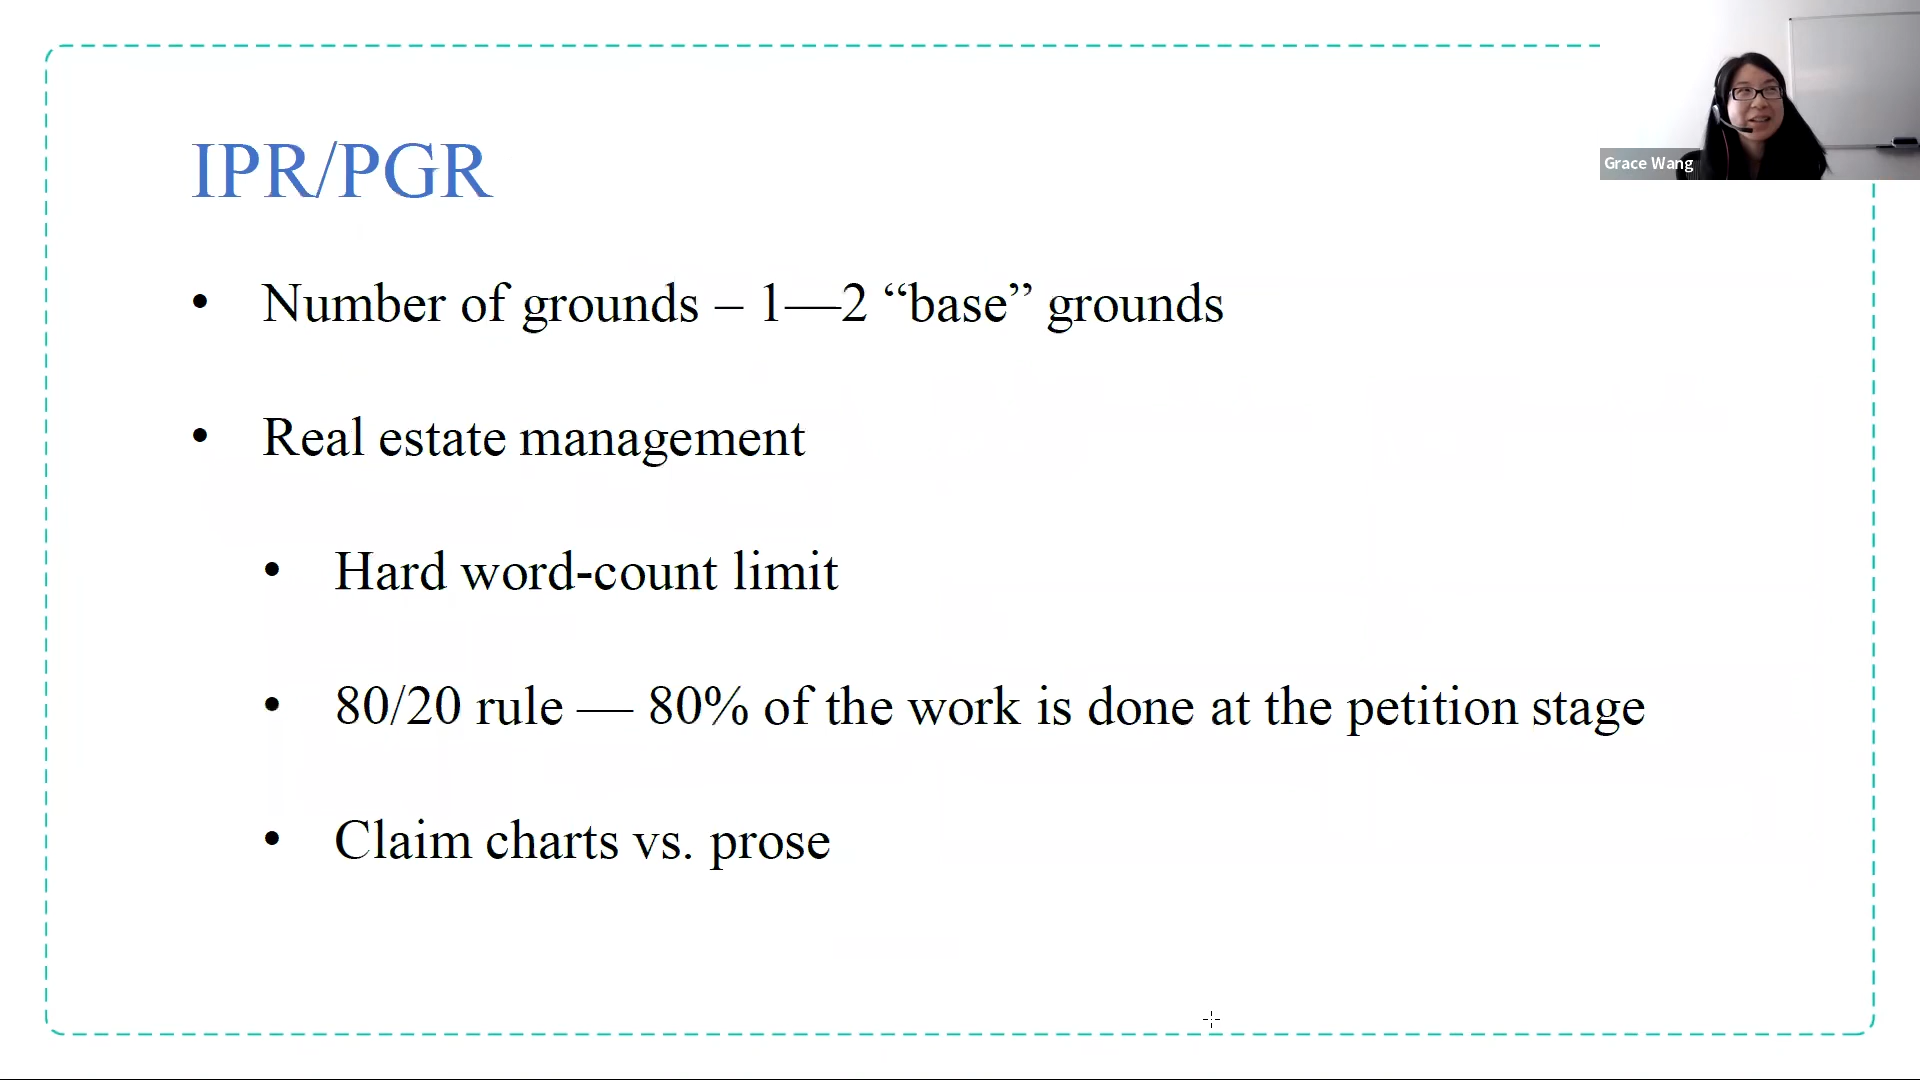 IPR/PGR
Grace Wang
• Number of grounds – 1—2 “base” grounds
• Real estate management
• Hard word-count limit
• 80/20 rule — 80% of the work is done at the petition stage
• Claim charts vs. prose